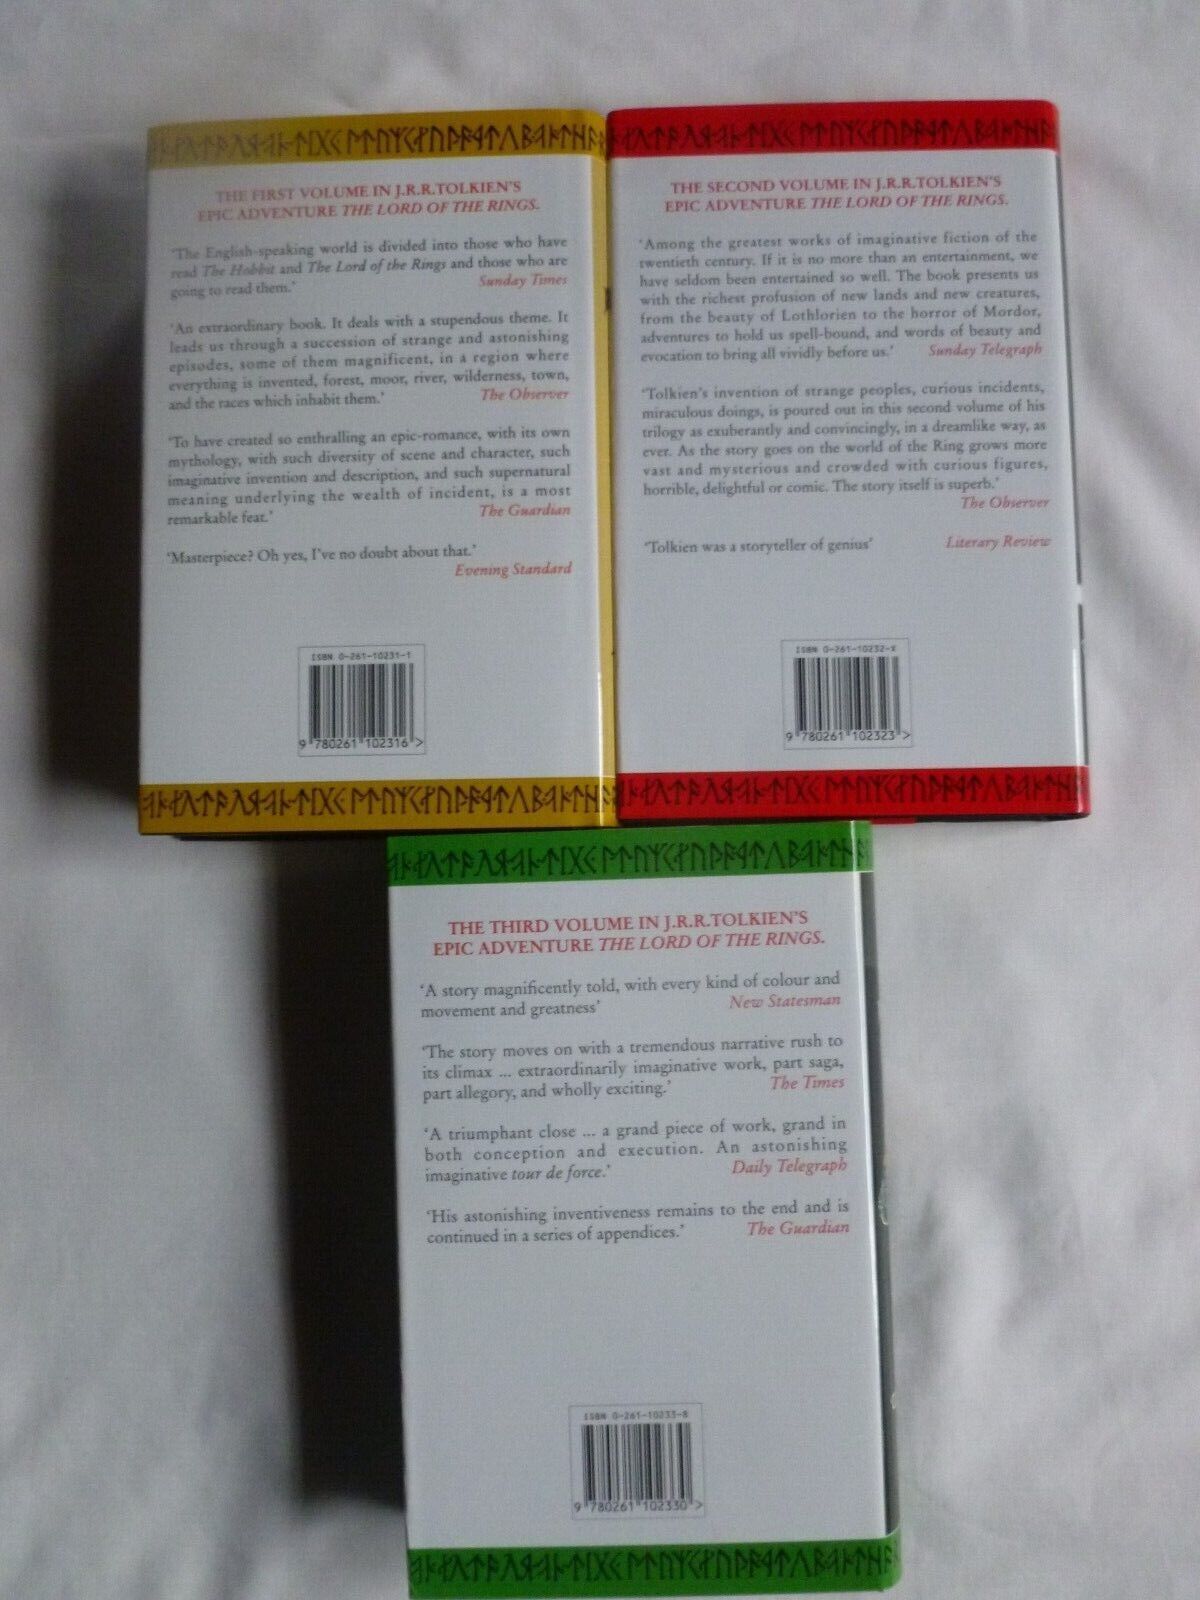 THE FIRST VOLUME IN J.R.R.TOLKIEN'S
EPIC ADVENTURE THE LORD OF THE RINGS.
'The English-speaking world is divided into those who have
read The Hobbit and The Lord of the Rings and those who are
going to read them.' Sunday Times
'An extraordinary book. It deals with a stupendous theme. It
leads us through a succession of strange and astonishing
episodes, some of them magnificent, in a region where
everything is invented, forest, moor, river, wilderness, town,
and the races which inhabit them.' The Observer
'To have created so enthralling an epic-romance, with its own
mythology, with such diversity of scene and character, such
imaginative invention and description, and such supernatural
meaning underlying the wealth of incident, is a most
remarkable feat.' The Guardian
'Masterpiece? Oh yes, I've no doubt about that.'
Evening Standard
ISBN 0-261-10231-1
9 780261 102316 >
THE SECOND VOLUME IN J.R.R.TOLKIEN'S
EPIC ADVENTURE THE LORD OF THE RINGS.
'Among the greatest works of imaginative fiction of the
twentieth century. If it is no more than an entertainment, we
have seldom been entertained so well. The book presents us
with the richest profusion of new lands and new creatures,
from the beauty of Lothlorien to the horror of Mordor,
adventures to hold us spell-bound, and words of beauty and
evocation to bring all vividly before us.' Sunday Telegraph
'Tolkien's invention of strange peoples, curious incidents,
miraculous doings, is poured out in this second volume of his
trilogy as exuberantly and convincingly, in a dreamlike way, as
ever. As the story goes on the world of the Ring grows more
vast and mysterious and crowded with curious figures,
horrible, delightful or comic. The story itself is superb.'
The Observer
'Tolkien was a storyteller of genius' Literary Review
ISBN 0-261-10232-X
9 780261 102323 >
THE THIRD VOLUME IN J.R.R.TOLKIEN'S
EPIC ADVENTURE THE LORD OF THE RINGS.
'A story magnificently told, with every kind of colour and
movement and greatness' New Statesman
'The story moves on with a tremendous narrative rush to
its climax ... extraordinarily imaginative work, part saga,
part allegory, and wholly exciting.' The Times
'A triumphant close ... a grand piece of work, grand in
both conception and execution. An astonishing
imaginative tour de force.' Daily Telegraph
'His astonishing inventiveness remains to the end and is
continued in a series of appendices.' The Guardian
ISBN 0-261-10233-8
9 780261 102330 >